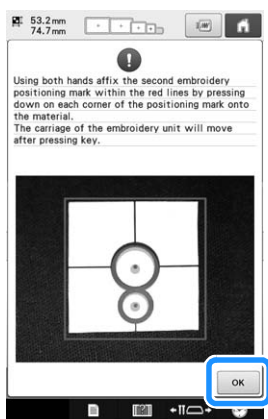 53.2mm
74.7mm
Using both hands affix the second embroidery
positioning mark within the red lines by pressing
down on each corner of the positioning mark onto
the material.
The carriage of the embroidery unit will move
after pressing key.
OK